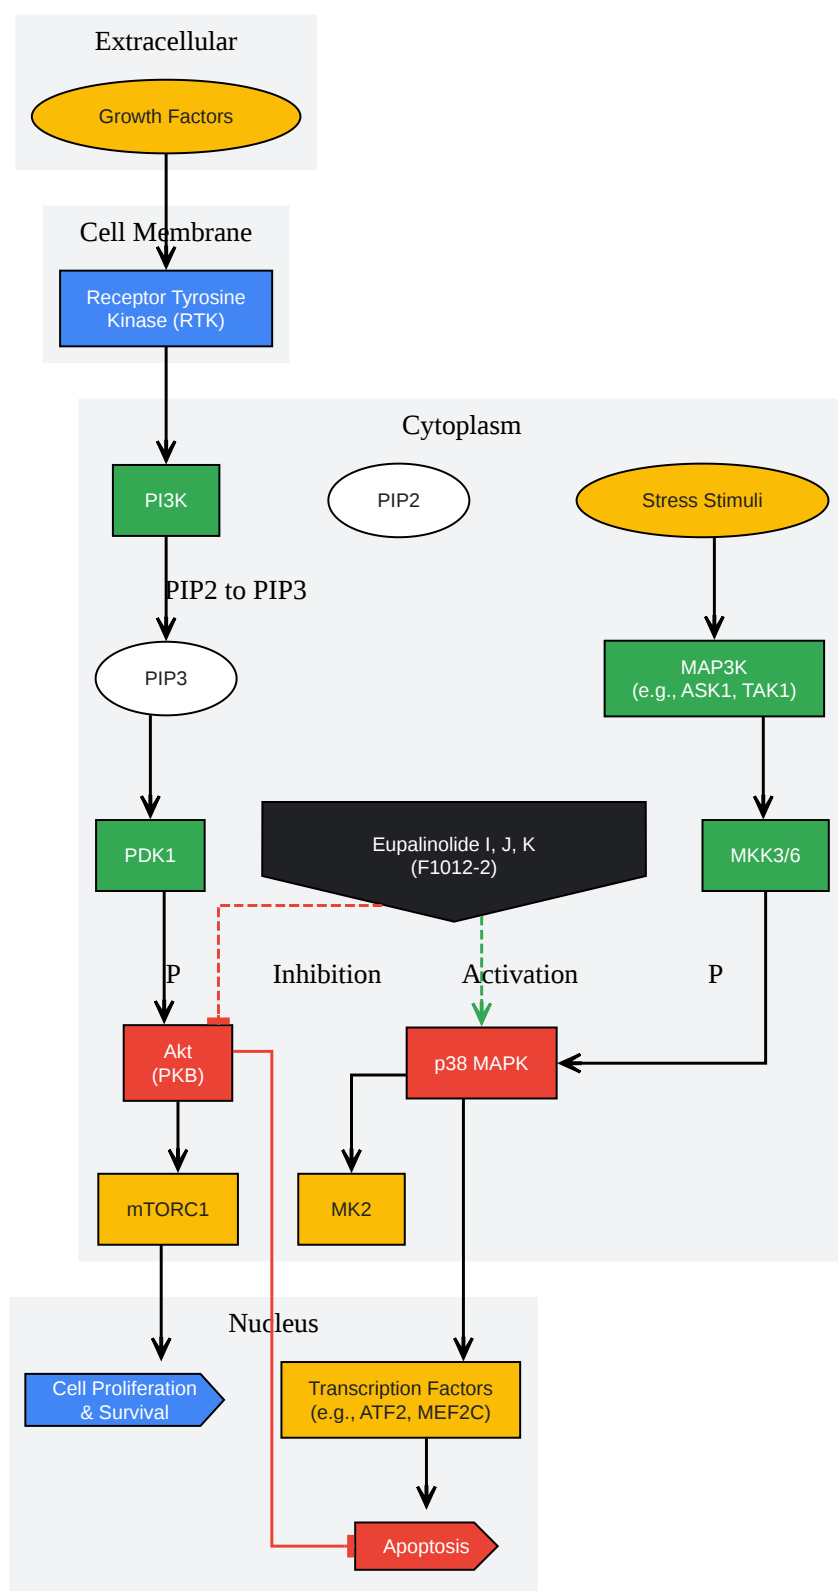 Extracellular
Growth Factors
Cell Membrane
Receptor Tyrosine
Kinase (RTK)
Cytoplasm
PI3K
PIP2
Stress Stimuli
PIP2 to PIP3
PIP3
MAP3K
(e.g., ASK1, TAK1)
PDK1
Eupalinolide I, J, K
(F1012-2)
MKK3/6
P
Inhibition
Activation
P
Akt
(PKB)
p38 MAPK
mTORC1
MK2
Nucleus
Cell Proliferation
& Survival
Transcription Factors
(e.g., ATF2, MEF2C)
Apoptosis